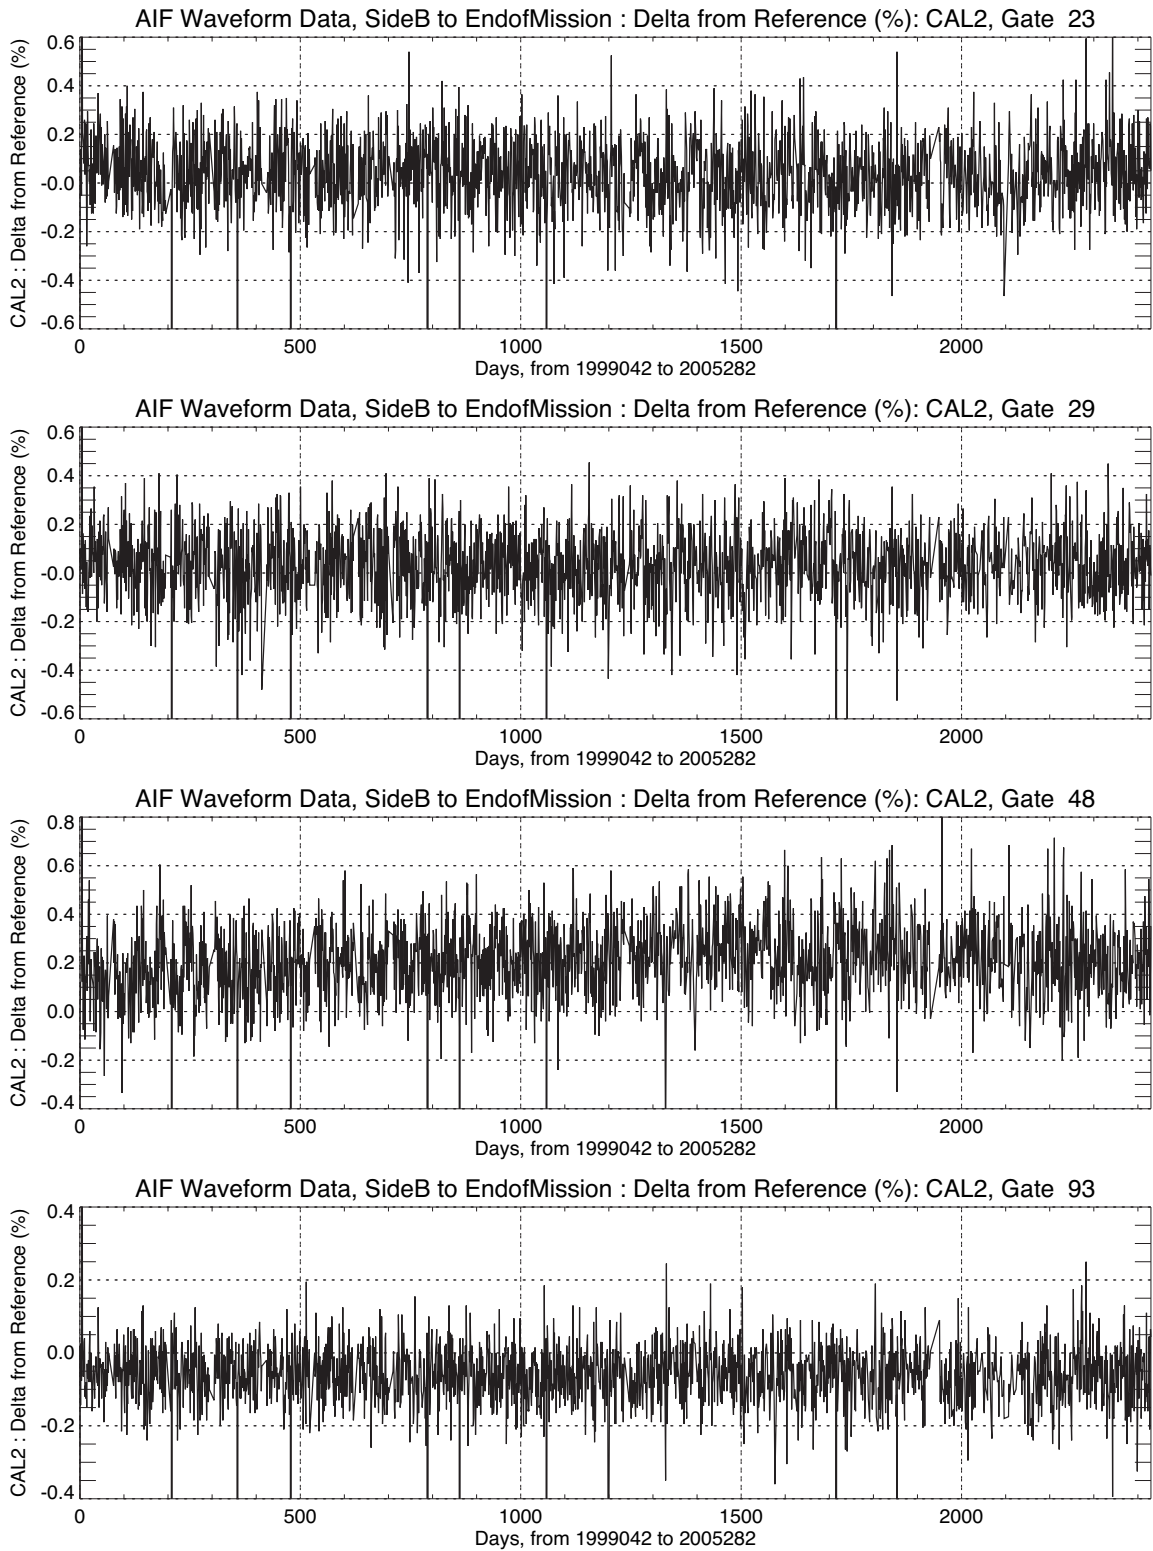 AIF Waveform Data, SideB to EndofMission : Delta from Reference (%): CAL2, Gate 23
CAL2 : Delta from Reference (%)
0.6
0.4
0.2
-0.0
-0.2
-0.4
-0.6
0 500 1000 1500 2000
Days, from 1999042 to 2005282
AIF Waveform Data, SideB to EndofMission : Delta from Reference (%): CAL2, Gate 29
CAL2 : Delta from Reference (%)
0.6
0.4
0.2
-0.0
-0.2
-0.4
-0.6
0 500 1000 1500 2000
Days, from 1999042 to 2005282
AIF Waveform Data, SideB to EndofMission : Delta from Reference (%): CAL2, Gate 48
CAL2 : Delta from Reference (%)
0.8
0.6
0.4
0.2
0.0
-0.2
-0.4
0 500 1000 1500 2000
Days, from 1999042 to 2005282
AIF Waveform Data, SideB to EndofMission : Delta from Reference (%): CAL2, Gate 93
CAL2 : Delta from Reference (%)
0.4
0.2
0.0
-0.2
-0.4
0 500 1000 1500 2000
Days, from 1999042 to 2005282